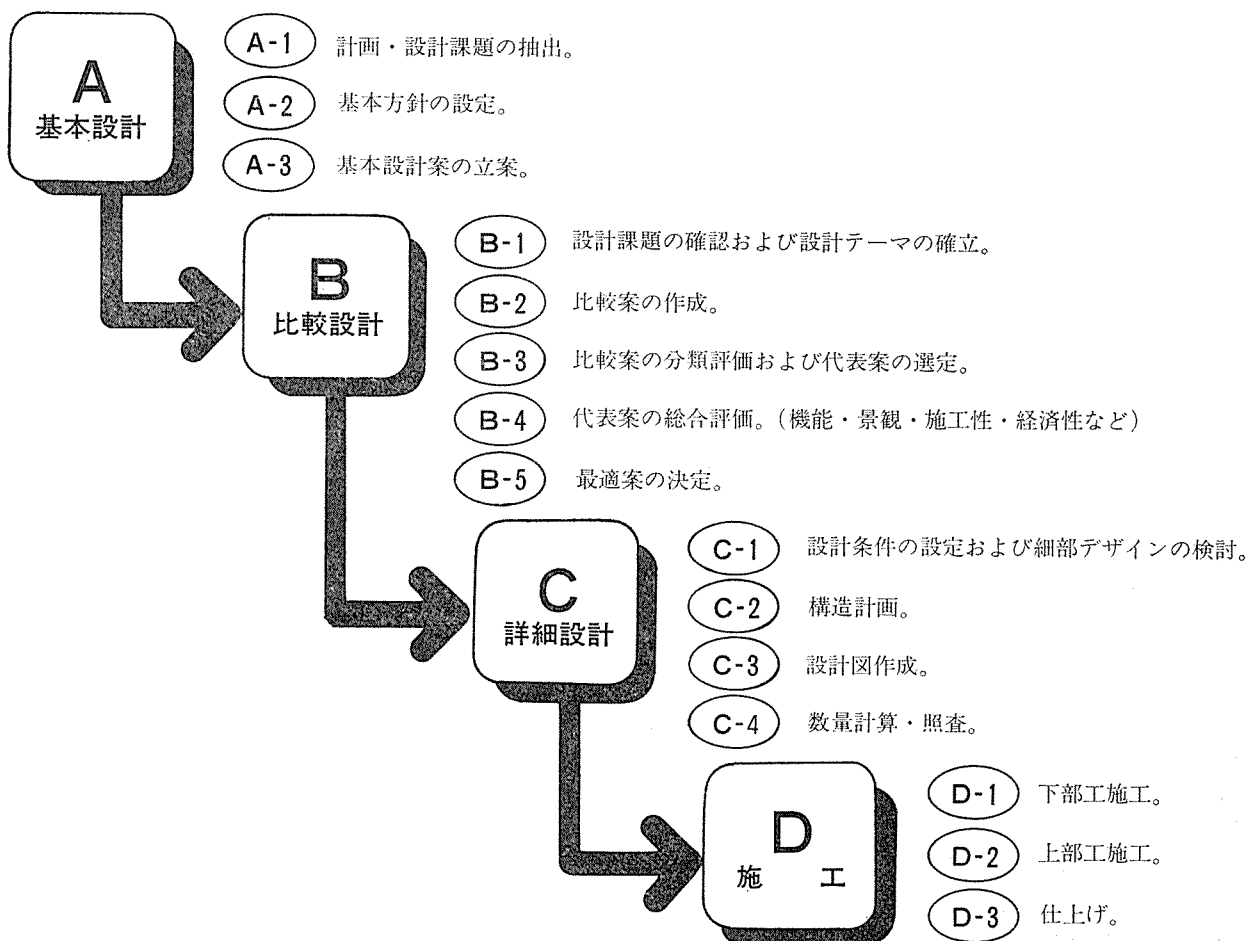 A
基本設計
A-1 計画・設計課題の抽出。
A-2 基本方針の設定。
A-3 基本設計案の立案。
B
比較設計
B-1 設計課題の確認および設計テーマの確立。
B-2 比較案の作成。
B-3 比較案の分類評価および代表案の選定。
B-4 代表案の総合評価。(機能・景観・施工性・経済性など)
B-5 最適案の決定。
C
詳細設計
C-1 設計条件の設定および細部デザインの検討。
C-2 構造計画。
C-3 設計図作成。
C-4 数量計算・照査。
D
施 工
D-1 下部工施工。
D-2 上部工施工。
D-3 仕上げ。